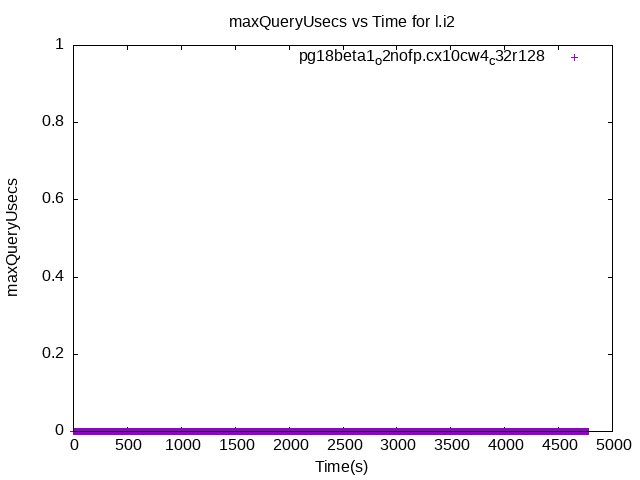 maxQueryUsecs vs Time for l.i2
pg18beta1_o2nofp.cx10cw4_c32r128
maxQueryUsecs
1
0.8
0.6
0.4
0.2
0
0 500 1000 1500 2000 2500 3000 3500 4000 4500 5000
Time(s)